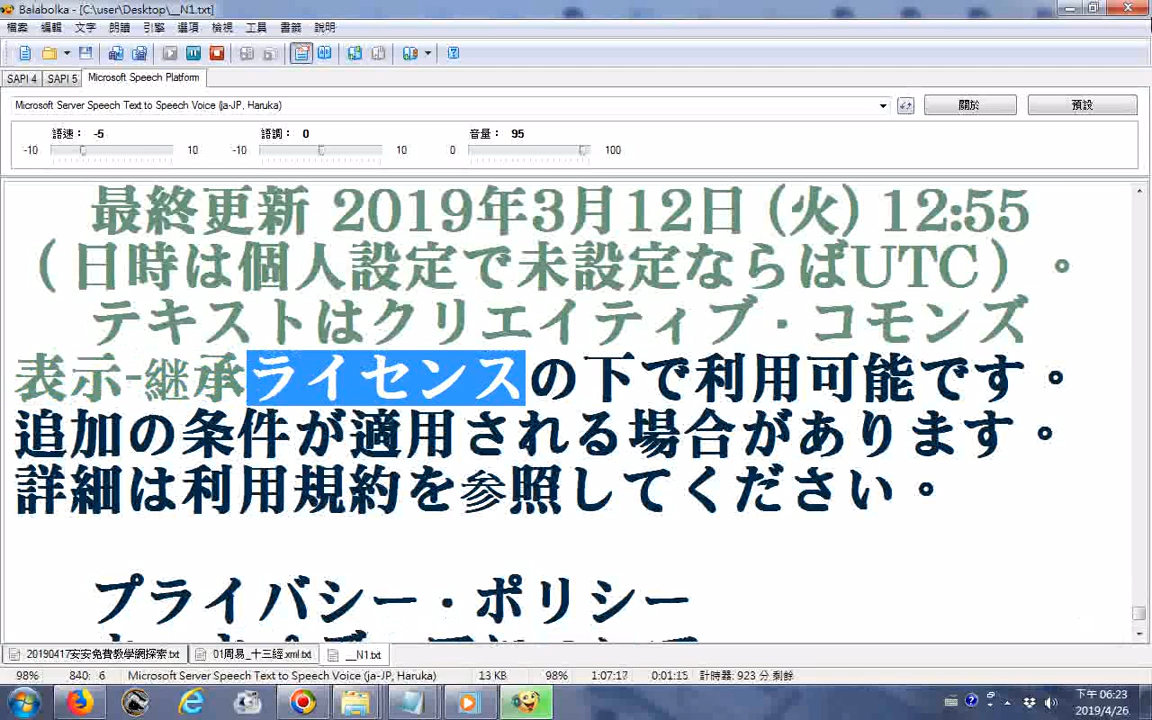 Balabolka - [C:\user\Desktop\__N1.txt]
檔案 編輯 文字 朗讀 引擎 選項 檢視 工具 書籤 說明
SAPI 4 SAPI 5 Microsoft Speech Platform
Microsoft Server Speech Text to Speech Voice (ja-JP, Haruka) 關於 預設
語速： -5 語調： 0 音量： 95
-10 10 -10 10 0 100
最終更新 2019年3月12日 (火) 12:55
（日時は個人設定で未設定ならばUTC）。
テキストはクリエイティブ・コモンズ
表示-継承ライセンスの下で利用可能です。
追加の条件が適用される場合があります。
詳細は利用規約を参照してください。
プライバシー・ポリシー
20190417安安免費教學網探索.txt 01周易_十三經.xml.txt __N1.txt
98% 840: 6 Microsoft Server Speech Text to Speech Voice (ja-JP, Haruka) 13 KB 98% 1:07:17 0:01:15 計時器: 923 分 剩餘
下午 06:23
2019/4/26